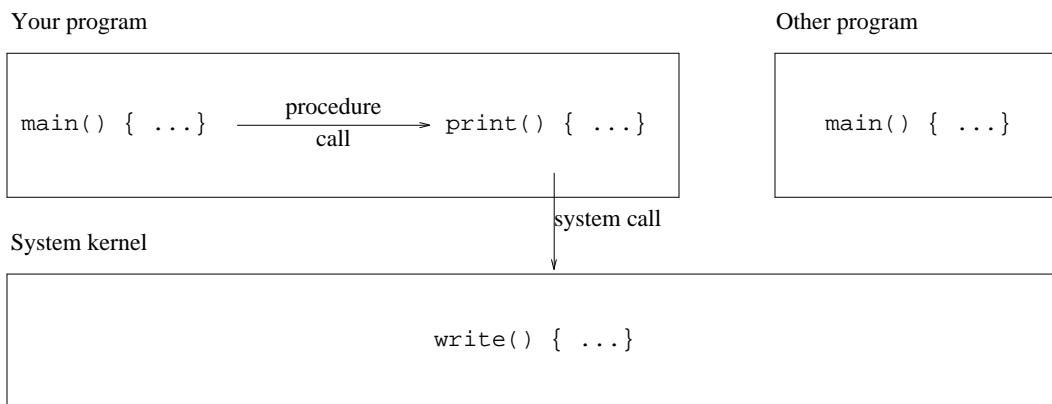 Your program
Other program
procedure
main() { ...}
print() { ...}
main() { ...}
call
system call
System kernel
write() { ...}